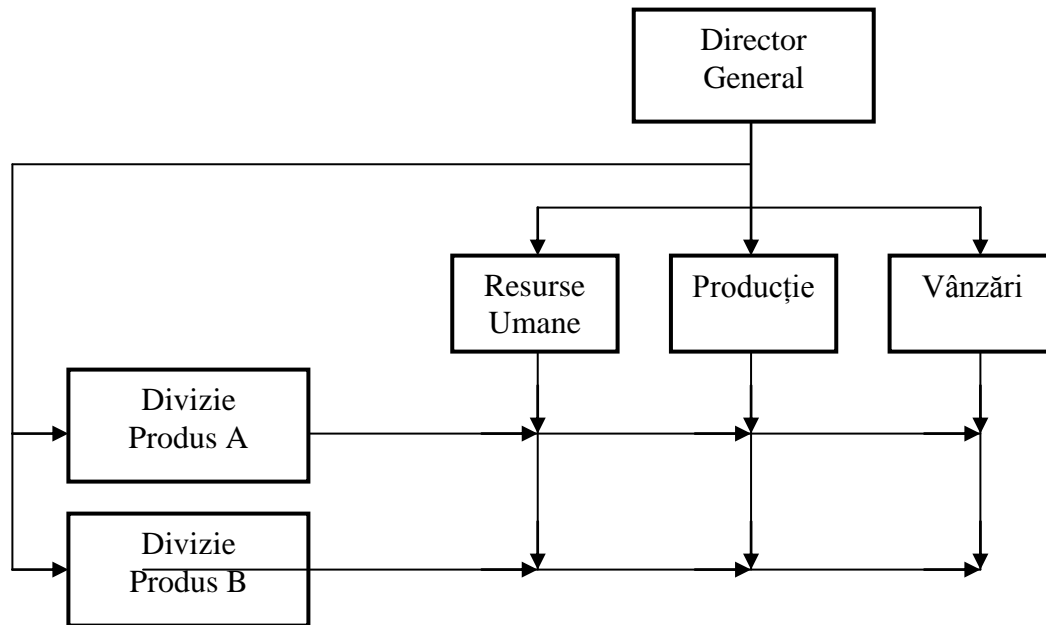 Director
General
Resurse
Umane
Producție
Vânzări
Divizie
Produs A
Divizie
Produs B